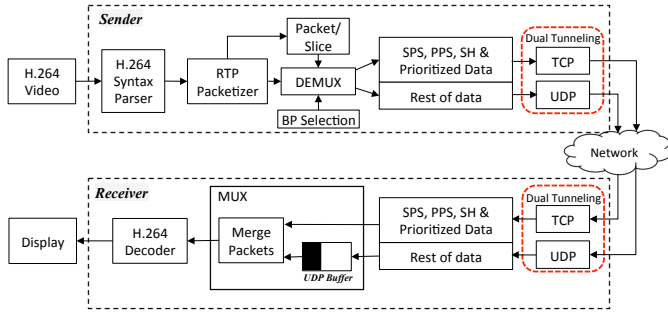 Sender
Packet/
Slice
Dual Tunneling
H.264
Video
H.264
Syntax
Parser
RTP
Packetizer
DEMUX
SPS, PPS, SH &
Prioritized Data
TCP
Rest of data
UDP
BP Selection
Network
Receiver
MUX
Dual Tunneling
Display
H.264
Decoder
Merge
Packets
SPS, PPS, SH &
Prioritized Data
TCP
Rest of data
UDP
UDP Buffer